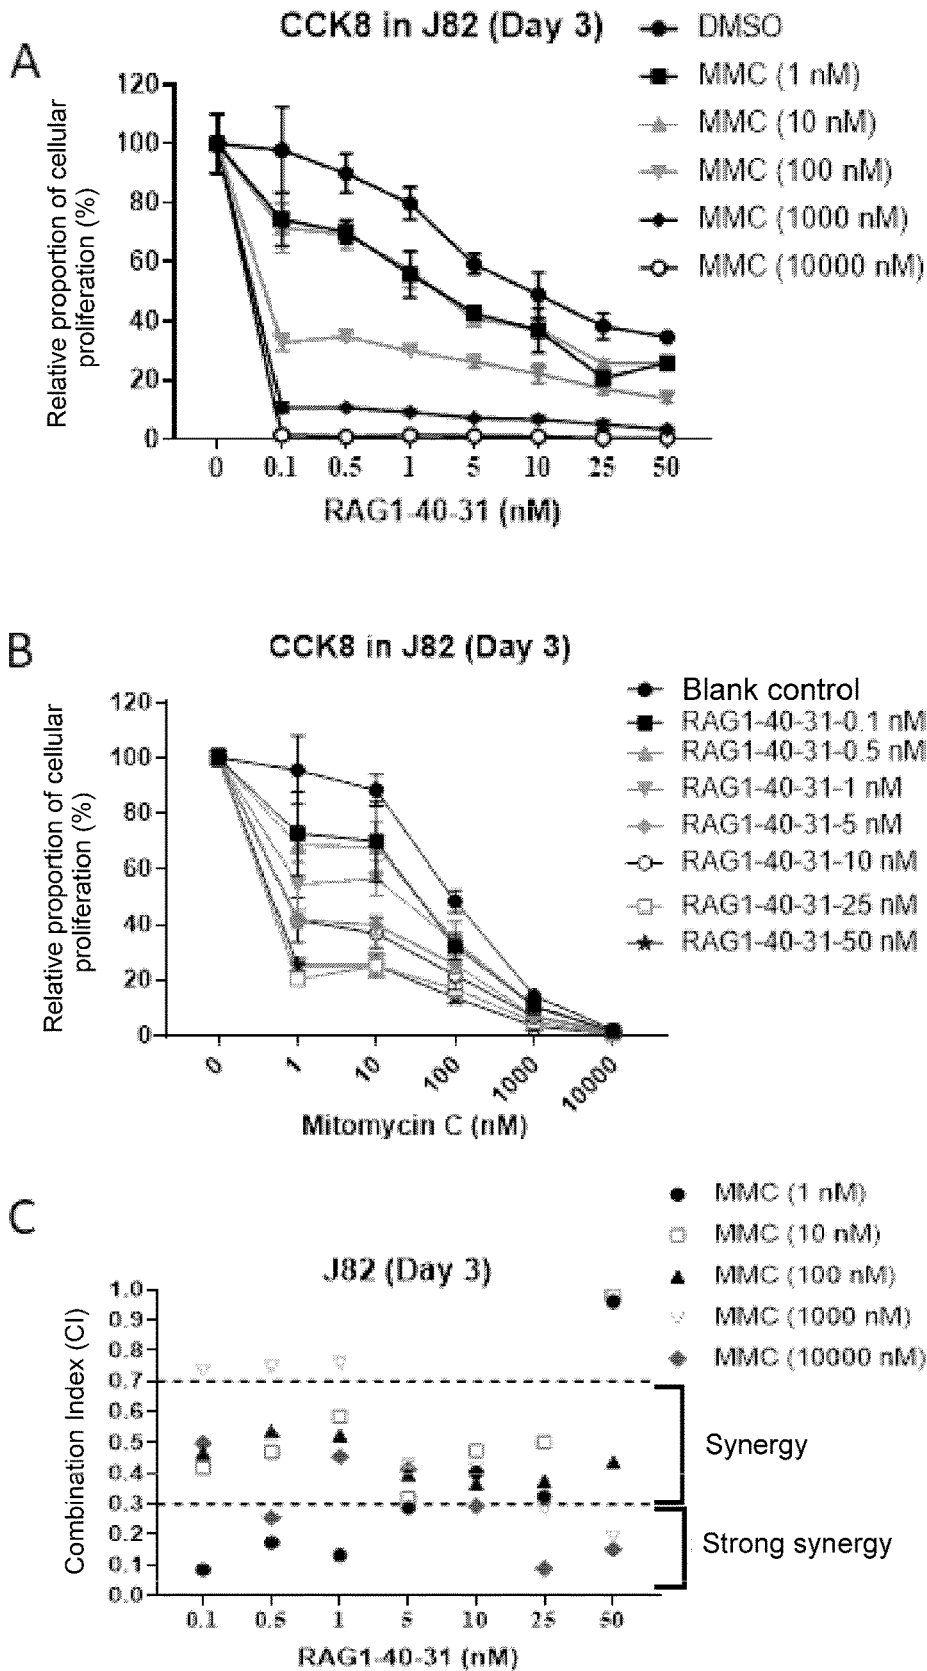 A
CCK8 in J82 (Day 3)
DMSO
MMC (1 nM)
MMC (10 nM)
MMC (100 nM)
MMC (1000 nM)
MMC (10000 nM)
Relative proportion of cellular
proliferation (%)
120
100
80
60
40
20
0
0 0.1 0.5 1 5 10 25 50
RAG1-40-31 (nM)
B
CCK8 in J82 (Day 3)
Blank control
RAG1-40-31-0.1 nM
RAG1-40-31-0.5 nM
RAG1-40-31-1 nM
RAG1-40-31-5 nM
RAG1-40-31-10 nM
RAG1-40-31-25 nM
RAG1-40-31-50 nM
Relative proportion of cellular
proliferation (%)
120
100
80
60
40
20
0
0 1 10 100 1000 10000
Mitomycin C (nM)
C
J82 (Day 3)
MMC (1 nM)
MMC (10 nM)
MMC (100 nM)
MMC (1000 nM)
MMC (10000 nM)
Combination Index (CI)
1.0
0.9
0.8
0.7
0.6
0.5
0.4
0.3
0.2
0.1
0.0
Synergy
Strong synergy
0.1 0.5 1 5 10 25 50
RAG1-40-31 (nM)